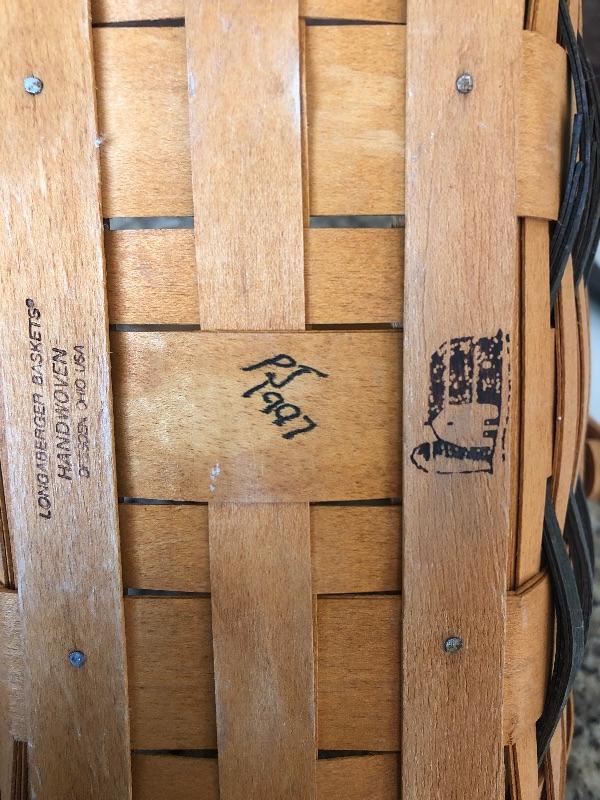 LONGABERGER BASKETS®
HANDWOVEN
DRESDEN, OHIO USA
PJ
1997